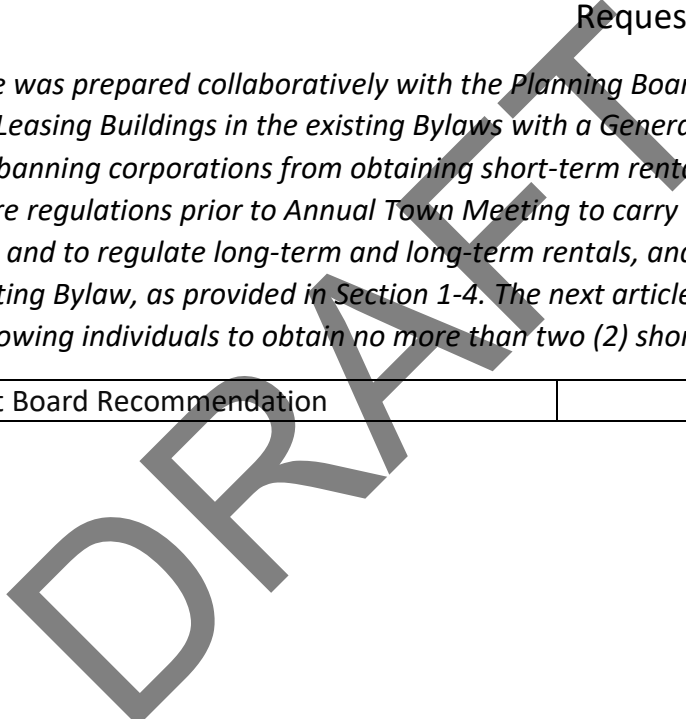 Reques
e was prepared collaboratively with the Planning Boar
Leasing Buildings in the existing Bylaws with a Genera
banning corporations from obtaining short-term renta
re regulations prior to Annual Town Meeting to carry
and to regulate long-term and long-term rentals, and
ting Bylaw, as provided in Section 1-4. The next article
owing individuals to obtain no more than two (2) shor
t Board Recommendation
DRAFT